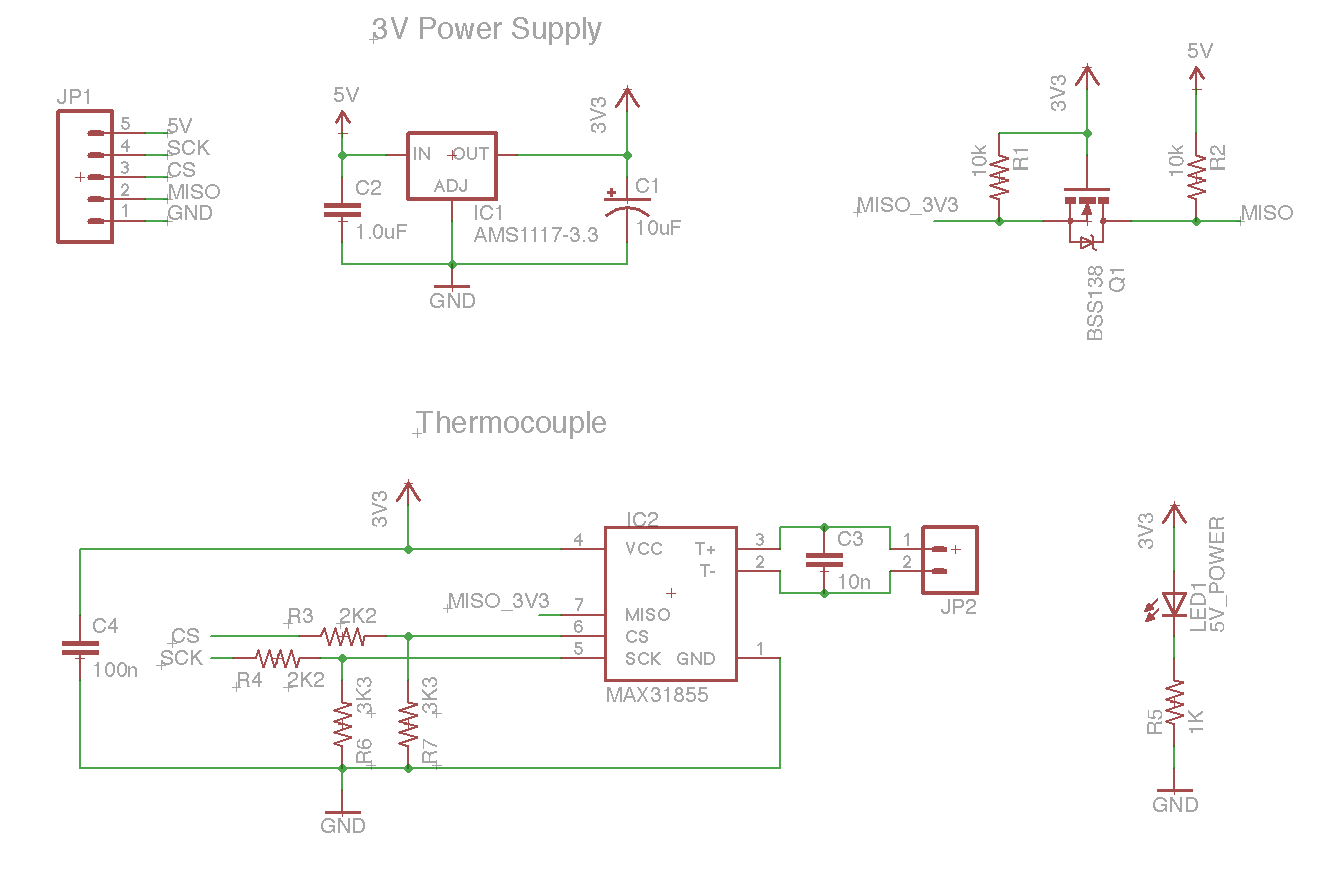 3V Power Supply
JP1
5 5V
4 SCK
3 CS
2 MISO
1 GND
5V
IN OUT
ADJ
C2
1.0uF
IC1
AMS1117-3.3
GND
3V3
C1
10uF
3V3
5V
10k
R1
10k
R2
MISO_3V3
MISO
BSS138
Q1
Thermocouple
3V3
C4
100n
CS
R3 2K2
SCK
R4 2K2
3K3
R6
3K3
R7
GND
MISO_3V3
IC2
4 VCC
7 MISO
6 CS
5 SCK
T+ 3
T- 2
GND 1
MAX31855
C3
10n
1
2
JP2
3V3
LED1
5V_POWER
R5
1K
GND